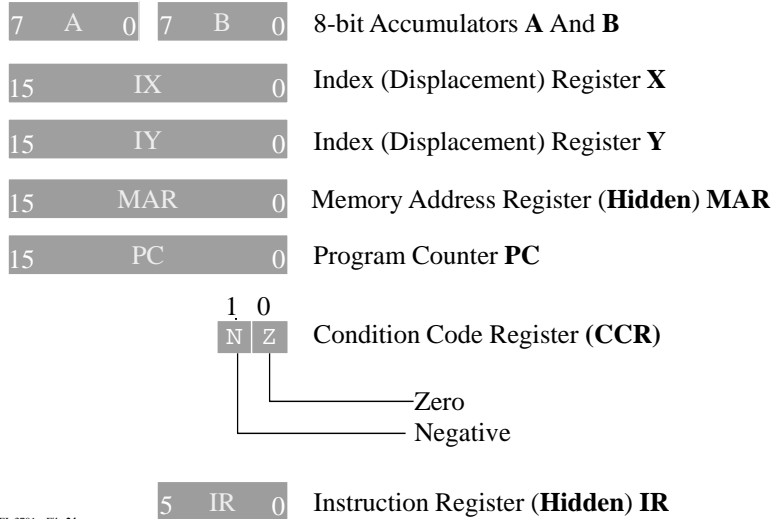 7 A 0 7 B 0 8-bit Accumulators A And B
15 IX 0 Index (Displacement) Register X
15 IY 0 Index (Displacement) Register Y
15 MAR 0 Memory Address Register (Hidden) MAR
15 PC 0 Program Counter PC
1 0
N Z Condition Code Register (CCR)
Zero
Negative
5 IR 0 Instruction Register (Hidden) IR